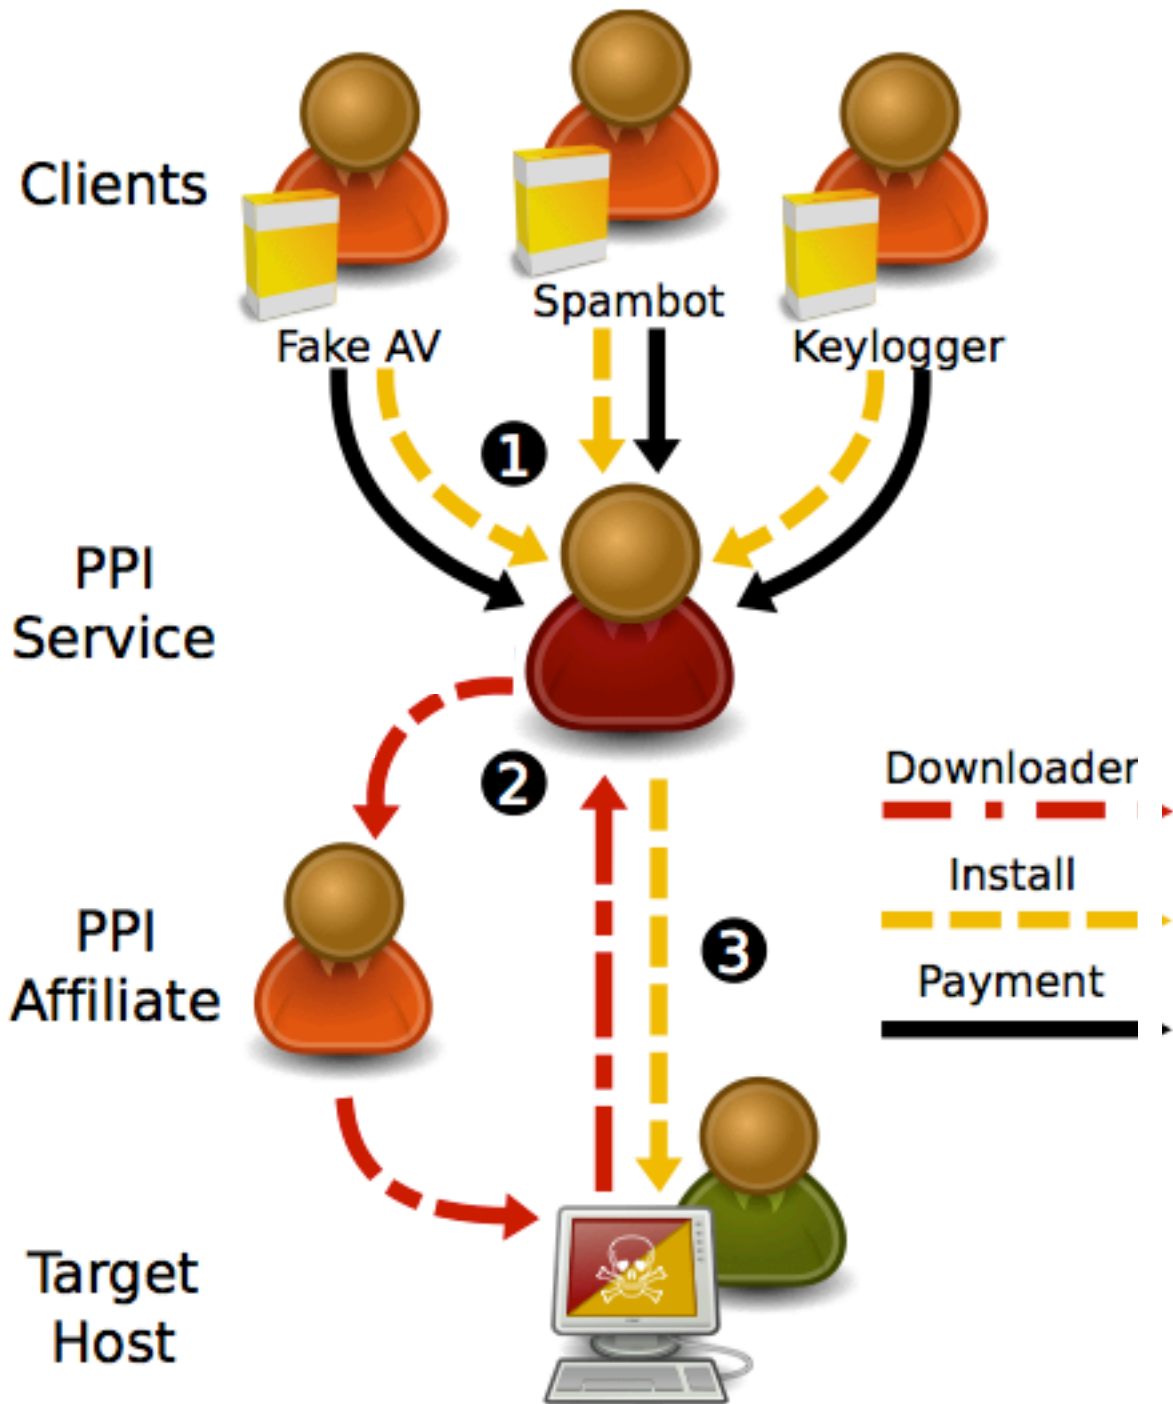 Clients
Fake AV
Spambot
Keylogger
1
PPI
Service
2
Downloader
Install
Payment
3
PPI
Affiliate
Target
Host